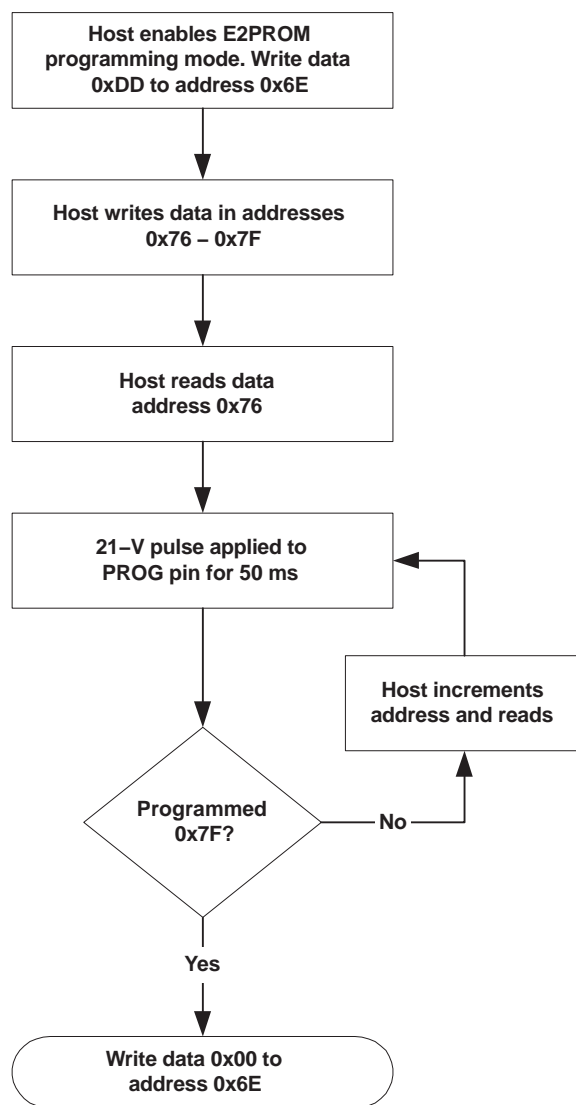 Host enables E2PROM
programming mode. Write data
0xDD to address 0x6E
Host writes data in addresses
0x76 – 0x7F
Host reads data
address 0x76
21–V pulse applied to
PROG pin for 50 ms
Host increments
address and reads
Programmed
0x7F?
No
Yes
Write data 0x00 to
address 0x6E